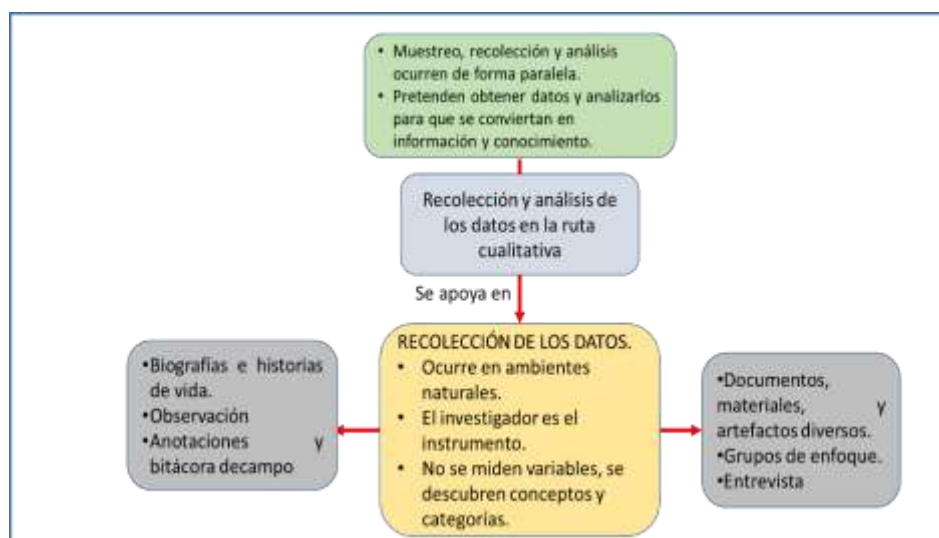 • Muestreo, recolección y análisis
ocurren de forma paralela.
• Pretenden obtener datos y analizarlos
para que se conviertan en
información y conocimiento.
Recolección y análisis de
los datos en la ruta
cualitativa
Se apoya en
•Biografías e historias
de vida.
•Observación
•Anotaciones y
bitácora decampo
RECOLECCIÓN DE LOS DATOS.
• Ocurre en ambientes
naturales.
• El investigador es el
instrumento.
• No se miden variables, se
descubren conceptos y
categorías.
•Documentos,
materiales, y
artefactos diversos.
•Grupos de enfoque.
•Entrevista